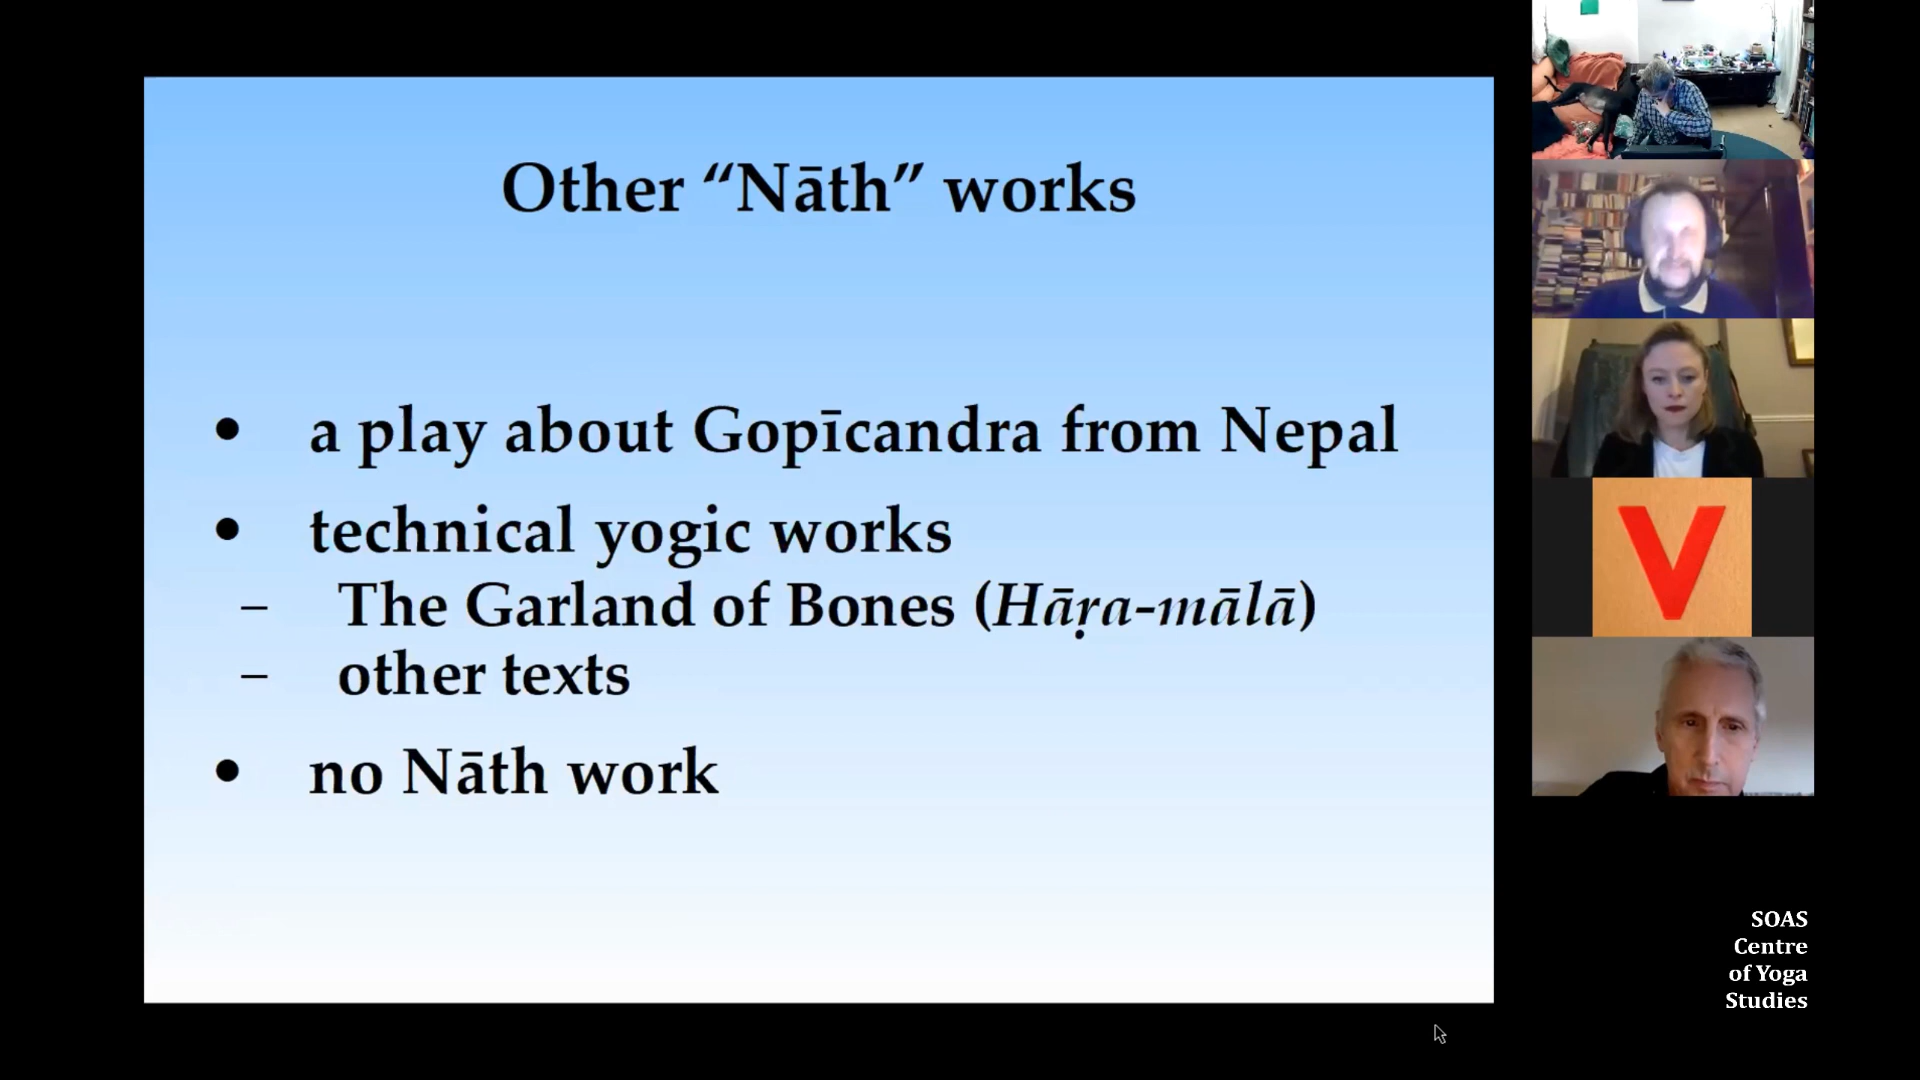 Other “Nāth” works
• a play about Gopīcandra from Nepal
• technical yogic works
– The Garland of Bones (Hāṛa-mālā)
– other texts
• no Nāth work
V
SOAS
Centre
of Yoga
Studies